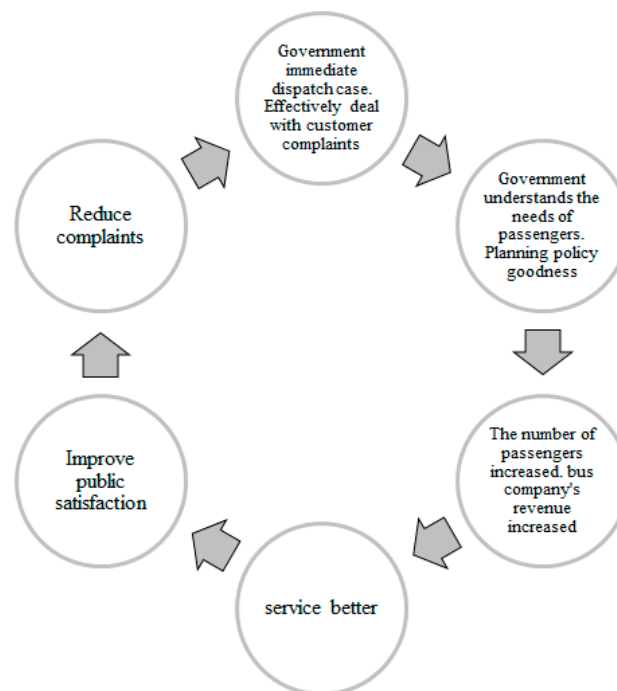 Government
immediate
dispatch case.
Effectively deal
with customer
complaints
Government
understands the
needs of
passengers.
Planning policy
goodness
The number of
passengers
increased. bus
company's
revenue
increased
service better
Improve
public
satisfaction
Reduce
complaints